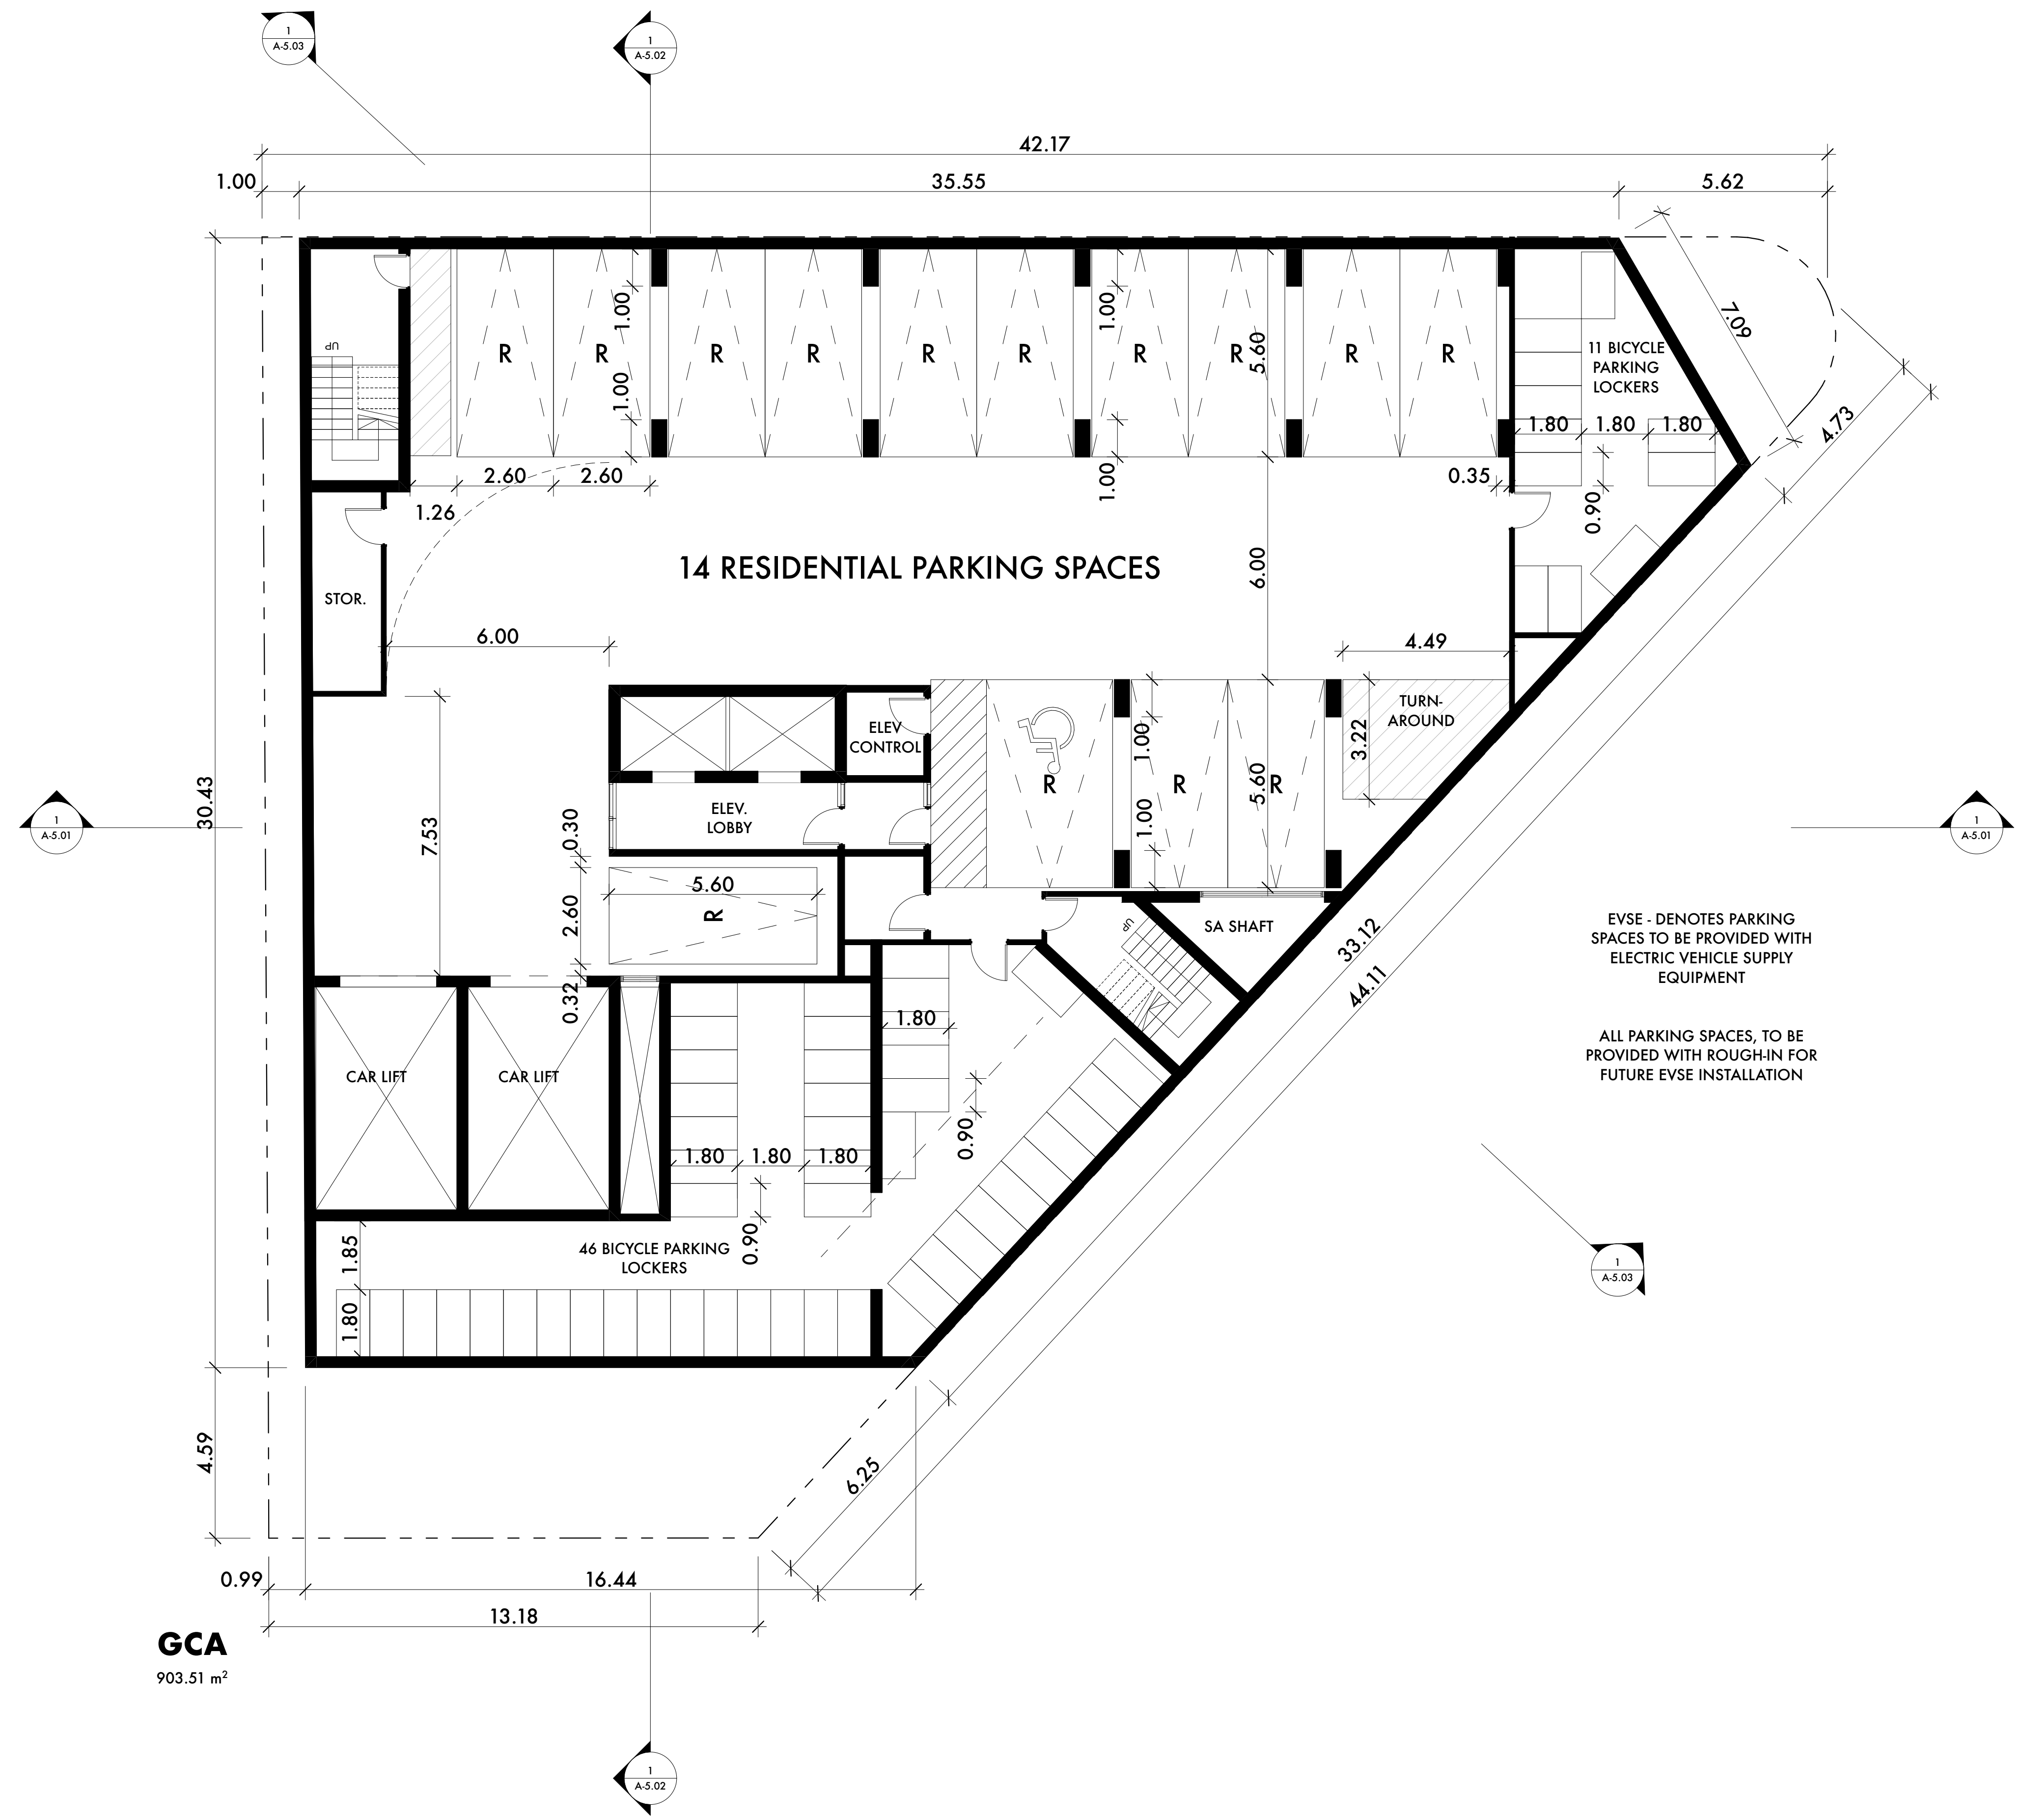 1
A-5.03
1
A-5.02
42.17
1.00
35.55
5.62
7.09
UP
1.00
1.00
5.60
R
R
R
R
R
R
R
R
R
R
11 BICYCLE
PARKING
LOCKERS
1.00
1.80
1.80
1.80
4.73
2.60
2.60
1.00
0.35
0.90
1.26
14 RESIDENTIAL PARKING SPACES
6.00
STOR.
6.00
4.49
TURN-
AROUND
3.22
ELEV
CONTROL
1.00
R
R
R
5.60
1.00
30.43
1
A-5.01
7.53
0.30
ELEV.
LOBBY
1
A-5.01
5.60
R
2.60
UP
SA SHAFT
33.12
44.11
EVSE - DENOTES PARKING
SPACES TO BE PROVIDED WITH
ELECTRIC VEHICLE SUPPLY
EQUIPMENT
0.32
1.80
ALL PARKING SPACES, TO BE
PROVIDED WITH ROUGH-IN FOR
FUTURE EVSE INSTALLATION
CAR LIFT
CAR LIFT
0.90
1.80
1.80
1.80
0.90
1.85
46 BICYCLE PARKING
LOCKERS
1.80
1
A-5.03
4.59
6.25
0.99
16.44
13.18
GCA
903.51 m²
1
A-5.02